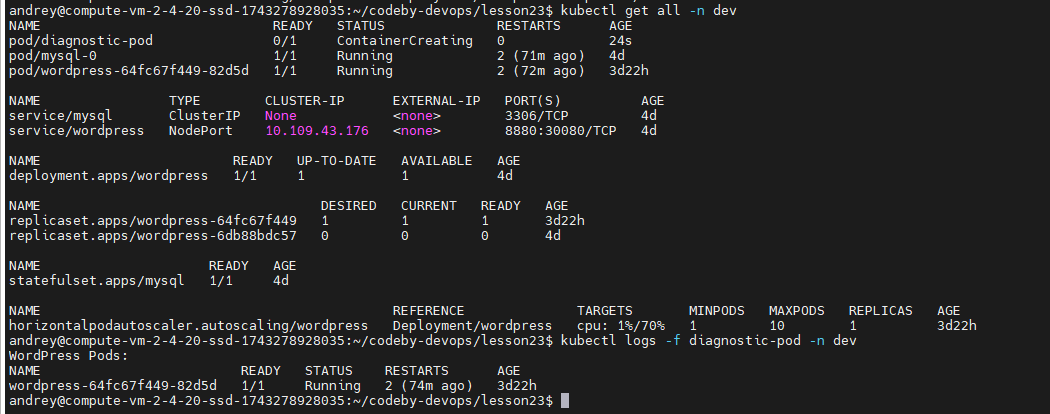 andrey@compute-vm-2-4-20-ssd-1743278928035:~/codeby-devops/lesson23$ kubectl get all -n dev
NAME READY STATUS RESTARTS AGE
pod/diagnostic-pod 0/1 ContainerCreating 0 24s
pod/mysql-0 1/1 Running 2 (71m ago) 4d
pod/wordpress-64fc67f449-82d5d 1/1 Running 2 (72m ago) 3d22h
NAME TYPE CLUSTER-IP EXTERNAL-IP PORT(S) AGE
service/mysql ClusterIP None <none> 3306/TCP 4d
service/wordpress NodePort 10.109.43.176 <none> 8880:30080/TCP 4d
NAME READY UP-TO-DATE AVAILABLE AGE
deployment.apps/wordpress 1/1 1 1 4d
NAME DESIRED CURRENT READY AGE
replicaset.apps/wordpress-64fc67f449 1 1 1 3d22h
replicaset.apps/wordpress-6db88bdc57 0 0 0 4d
NAME READY AGE
statefulset.apps/mysql 1/1 4d
NAME REFERENCE TARGETS MINPODS MAXPODS REPLICAS AGE
horizontalpodautoscaler.autoscaling/wordpress Deployment/wordpress cpu: 1%/70% 1 10 1 3d22h
andrey@compute-vm-2-4-20-ssd-1743278928035:~/codeby-devops/lesson23$ kubectl logs -f diagnostic-pod -n dev
WordPress Pods:
NAME READY STATUS RESTARTS AGE
wordpress-64fc67f449-82d5d 1/1 Running 2 (74m ago) 3d22h
andrey@compute-vm-2-4-20-ssd-1743278928035:~/codeby-devops/lesson23$